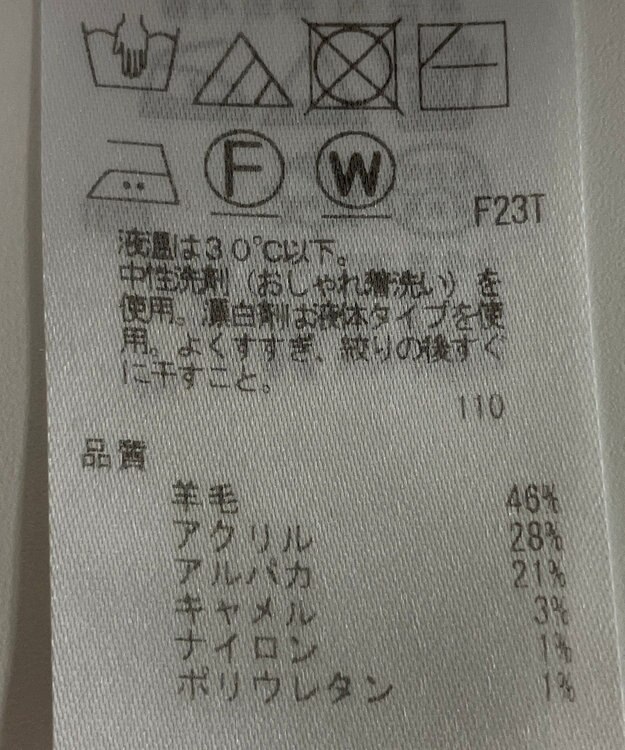 F
W
F23T
液温は30℃以下。
中性洗剤（おしゃれ着洗い）を
使用。漂白剤は液体タイプを使
用。よくすすぎ、絞りの後すぐ
に干すこと。
110
品質
羊毛 46%
アクリル 28%
アルパカ 21%
キャメル 3%
ナイロン 1%
ポリウレタン 1%